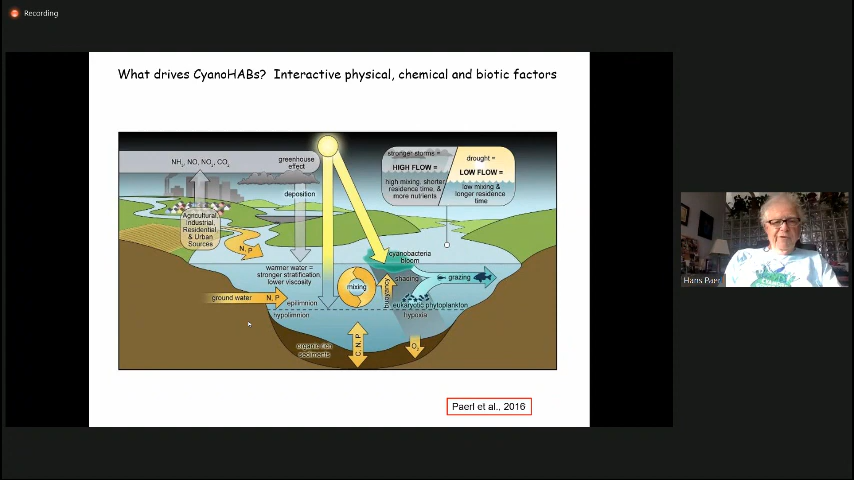 Recording
What drives CyanoHABs? Interactive physical, chemical and biotic factors
NH3, NO, NO2, CO2
greenhouse
effect
stronger storms =
HIGH FLOW =
high mixing, shorter
residence time, &
more nutrients
drought =
LOW FLOW =
low mixing &
longer residence
time
deposition
Agricultural
Industrial,
Residential,
& Urban
Sources
N, P
cyanobacteria
bloom
warmer water =
stronger stratification
lower viscosity
shading
grazing
mixing
buoyancy
ground water
N, P
epilimnion
eukaryotic phytoplankton
hypolimnion
hypoxia
organic rich
sediments
C, N, P
O2
Paerl et al., 2016
Hans Paerl